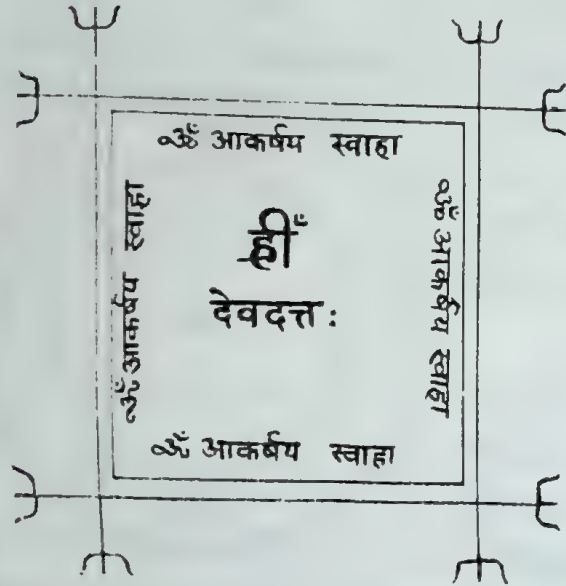 ॐ आकर्षय स्वाहा
ॐ आकर्षय स्वाहा
ह्रीँ
देवदत्तः
ॐ आकर्षय स्वाहा
ॐ आकर्षय स्वाहा